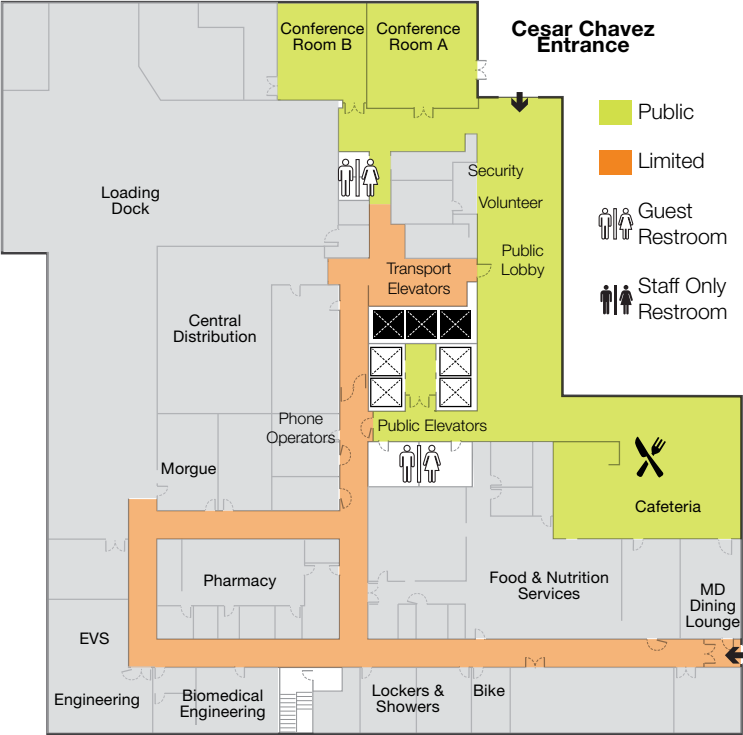 Conference
Room B
Conference
Room A
Cesar Chavez
Entrance
Public
Limited
Guest
Restroom
Staff Only
Restroom
Security
Volunteer
Public
Lobby
Loading
Dock
Transport
Elevators
Central
Distribution
Phone
Operators
Public Elevators
Morgue
Cafeteria
Pharmacy
Food & Nutrition
Services
MD
Dining
Lounge
EVS
Engineering
Biomedical
Engineering
Lockers &
Showers
Bike